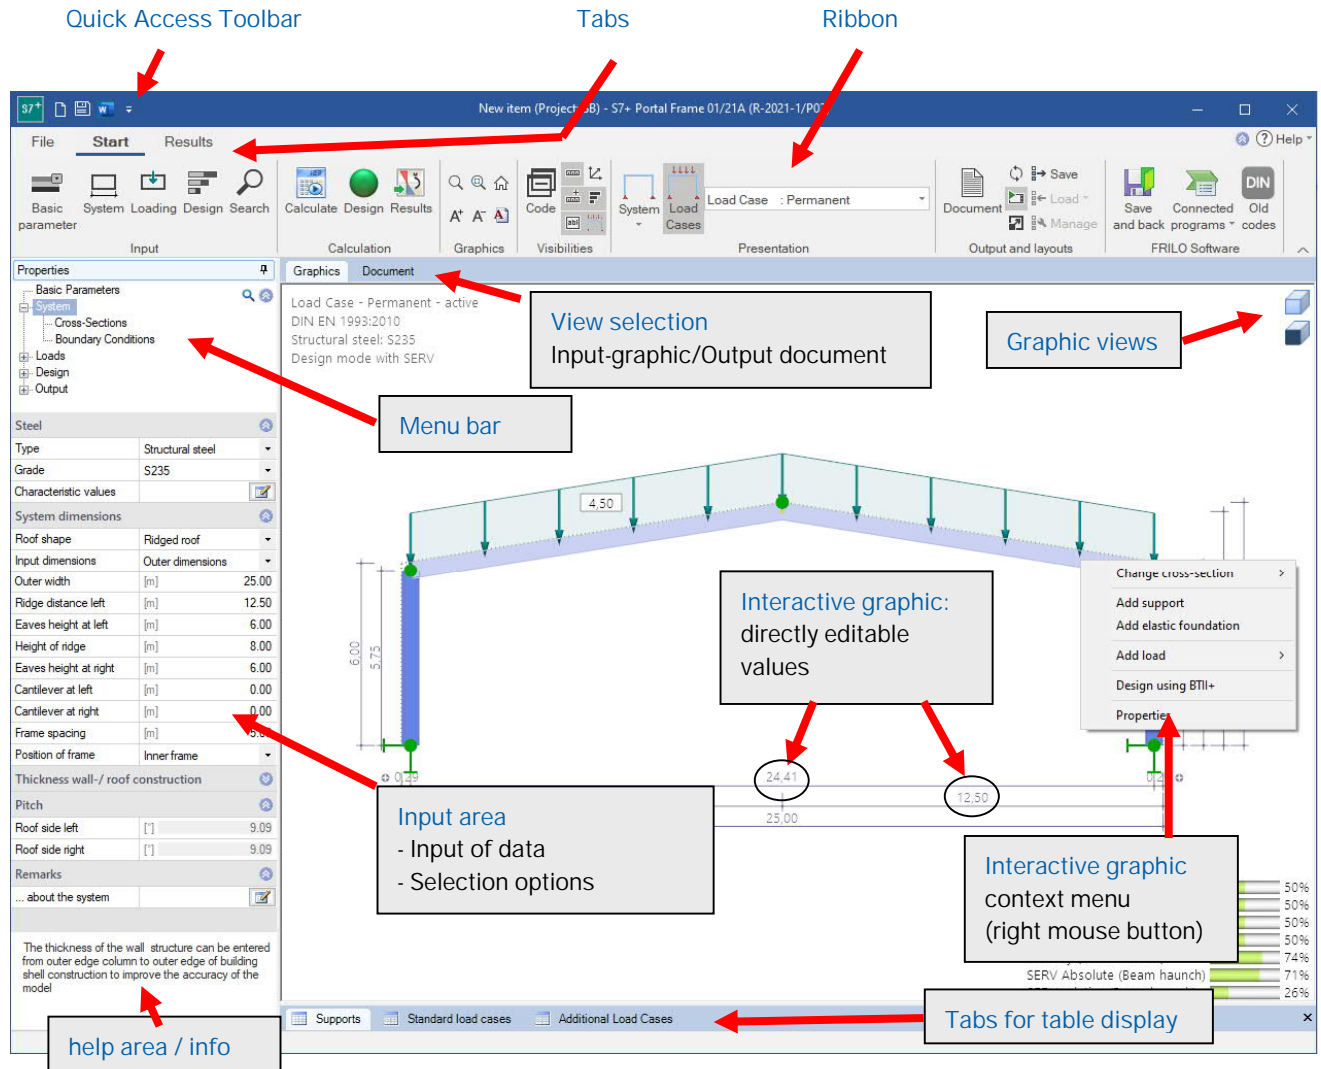 Quick Access Toolbar
Tabs
Ribbon
S7+
W
New item (Project
B) - S7+ Portal Frame 01/21A (R-2021-1/P0
File
Start
Results
Help
Basic parameter
System
Loading
Design
Search
Input
Calculate
Design
Results
Calculation
A+ A- A
Graphics
Code
Visibilities
System
Load Cases
Load Case : Permanent
Presentation
Document
Save
Load
Manage
Output and layouts
Save and back
Connected programs
DIN
Old codes
FRILO Software
Properties
Basic Parameters
System
Cross-Sections
Boundary Conditions
Loads
Design
Output
Graphics
Document
Load Case - Permanent - active
DIN EN 1993:2010
Structural steel: S235
Design mode with SERV
View selection
Input-graphic/Output document
Graphic views
Menu bar
Steel
Type Structural steel
Grade S235
Characteristic values
System dimensions
Roof shape Ridged roof
Input dimensions Outer dimensions
Outer width [m] 25.00
Ridge distance left [m] 12.50
Eaves height at left [m] 6.00
Height of ridge [m] 8.00
Eaves height at right [m] 6.00
Cantilever at left [m] 0.00
Cantilever at right [m] 0.00
Frame spacing [m] 5.00
Position of frame Inner frame
Thickness wall-/ roof construction
Pitch
Roof side left [°] 9.09
Roof side right [°] 9.09
Remarks
... about the system
The thickness of the wall structure can be entered
from outer edge column to outer edge of building
shell construction to improve the accuracy of the
model
help area / info
4,50
6,00
5,75
Interactive graphic:
directly editable
values
Change cross-section
Add support
Add elastic foundation
Add load
Design using BTII+
Properties
0,29
24,41
12,50
25,00
Input area
- Input of data
- Selection options
Interactive graphic
context menu
(right mouse button)
50%
50%
50%
50%
74%
SERV Absolute (Beam haunch) 71%
26%
Supports
Standard load cases
Additional Load Cases
Tabs for table display